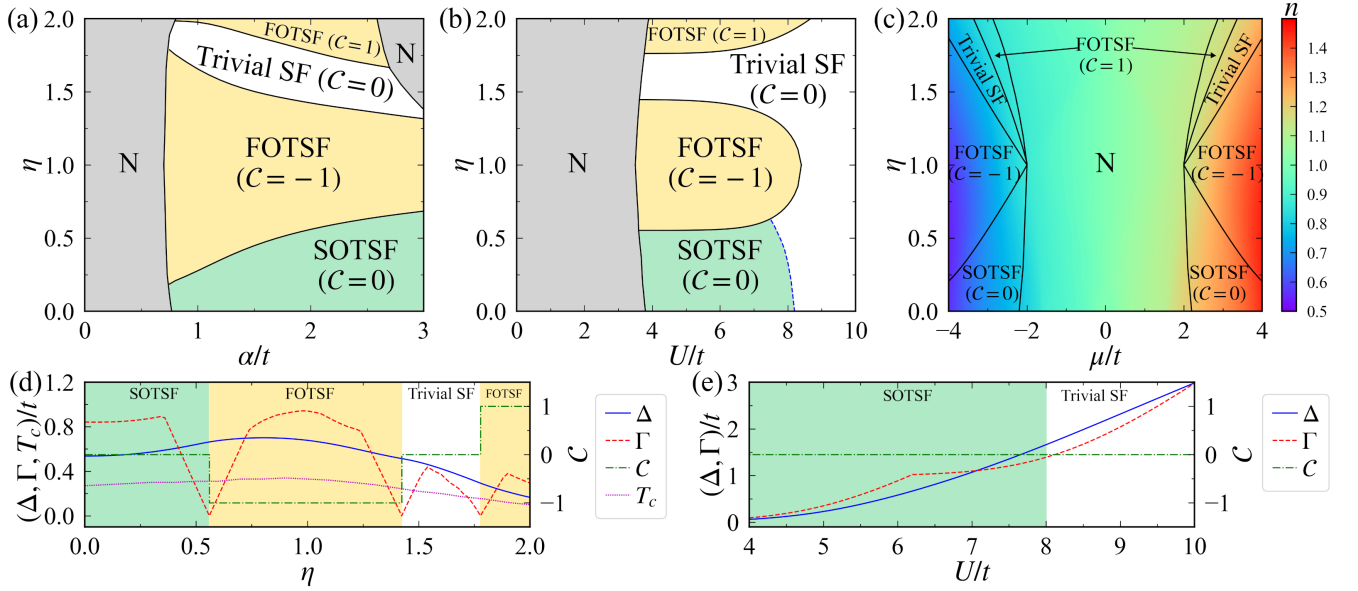 (a)
2.0
1.5
1.0
0.5
0.0
η
0
1
2
3
α/t
N
FOTSF (C=1)
N
Trivial SF (C=0)
FOTSF
(C=−1)
SOTSF
(C=0)
(b)
2.0
1.5
1.0
0.5
0.0
η
0
2
4
6
8
10
U/t
N
FOTSF (C=1)
Trivial SF
(C=0)
FOTSF
(C=−1)
SOTSF
(C=0)
(c)
2.0
1.5
1.0
0.5
0.0
η
−4
−2
0
2
4
μ/t
Trivial SF
FOTSF
(C=1)
Trivial SF
FOTSF
(C=−1)
N
FOTSF
(C=−1)
SOTSF
(C=0)
SOTSF
(C=0)
n
1.4
1.3
1.2
1.1
1.0
0.9
0.8
0.7
0.6
0.5
(d)
1.2
0.8
0.4
0.0
(Δ, Γ, T_c)/t
0.0
0.5
1.0
1.5
2.0
η
SOTSF
FOTSF
Trivial SF
FOTSF
1
0
−1
C
Δ
Γ
C
T_c
(e)
3
2
1
0
(Δ, Γ)/t
4
5
6
7
8
9
10
U/t
SOTSF
Trivial SF
1
0
−1
C
Δ
Γ
C